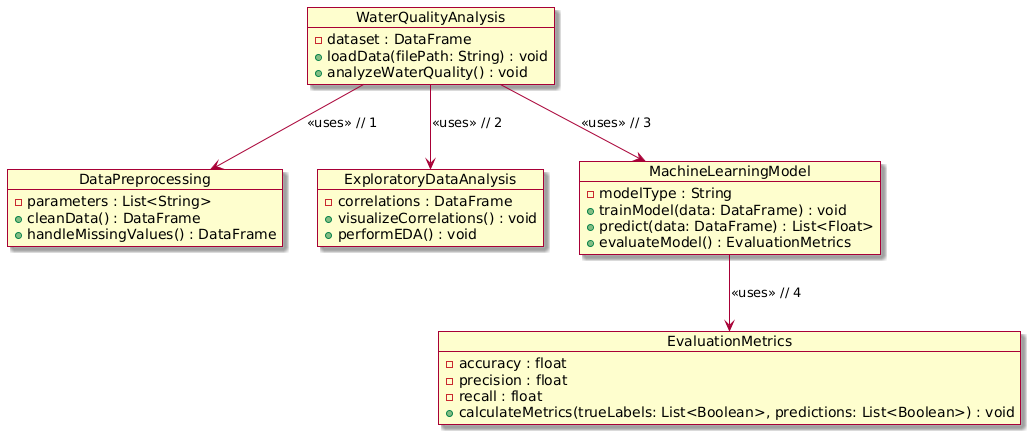 WaterQualityAnalysis
dataset : DataFrame
loadData(filePath: String) : void
analyzeWaterQuality() : void
«uses» // 1
«uses» // 2
«uses» // 3
DataPreprocessing
parameters : List<String>
cleanData() : DataFrame
handleMissingValues() : DataFrame
ExploratoryDataAnalysis
correlations : DataFrame
visualizeCorrelations() : void
performEDA() : void
MachineLearningModel
modelType : String
trainModel(data: DataFrame) : void
predict(data: DataFrame) : List<Float>
evaluateModel() : EvaluationMetrics
«uses» // 4
EvaluationMetrics
accuracy : float
precision : float
recall : float
calculateMetrics(trueLabels: List<Boolean>, predictions: List<Boolean>) : void